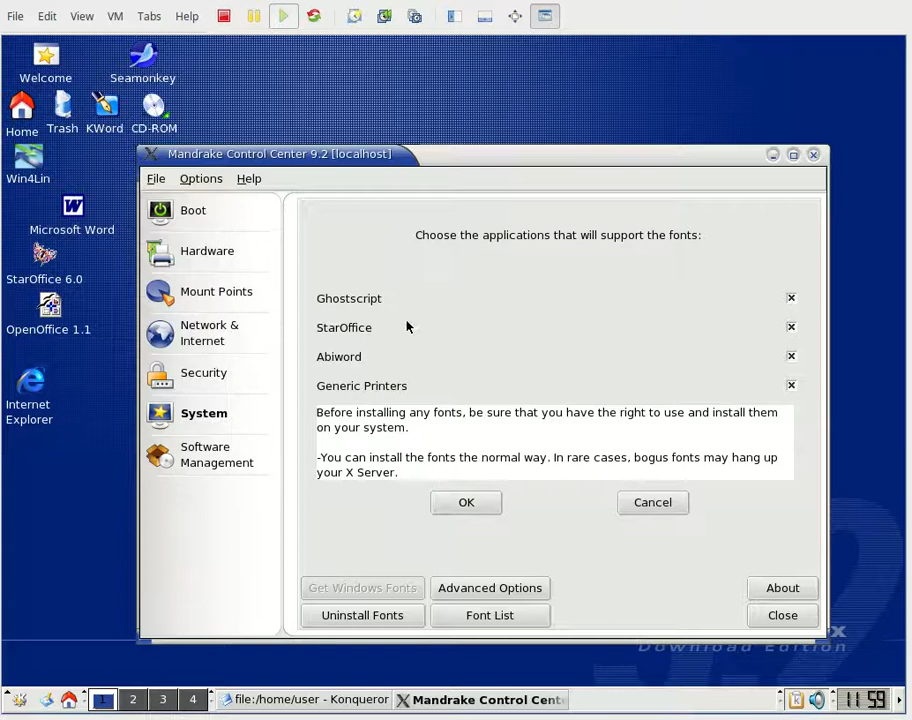 File Edit View VM Tabs Help
Welcome
Seamonkey
Home
Trash
KWord
CD-ROM
Win4Lin
W
Microsoft Word
StarOffice 6.0
OpenOffice 1.1
Internet
Explorer
X Mandrake Control Center 9.2 [localhost]
File Options Help
Boot
Hardware
Mount Points
Network &
Internet
Security
System
Software
Management
Choose the applications that will support the fonts:
Ghostscript
StarOffice
Abiword
Generic Printers
Before installing any fonts, be sure that you have the right to use and install them
on your system.
-You can install the fonts the normal way. In rare cases, bogus fonts may hang up
your X Server.
OK
Cancel
Get Windows Fonts
Advanced Options
About
Uninstall Fonts
Font List
Close
Download Edition
1 2 3 4
file:/home/user - Konqueror
X Mandrake Control Cent
11 59